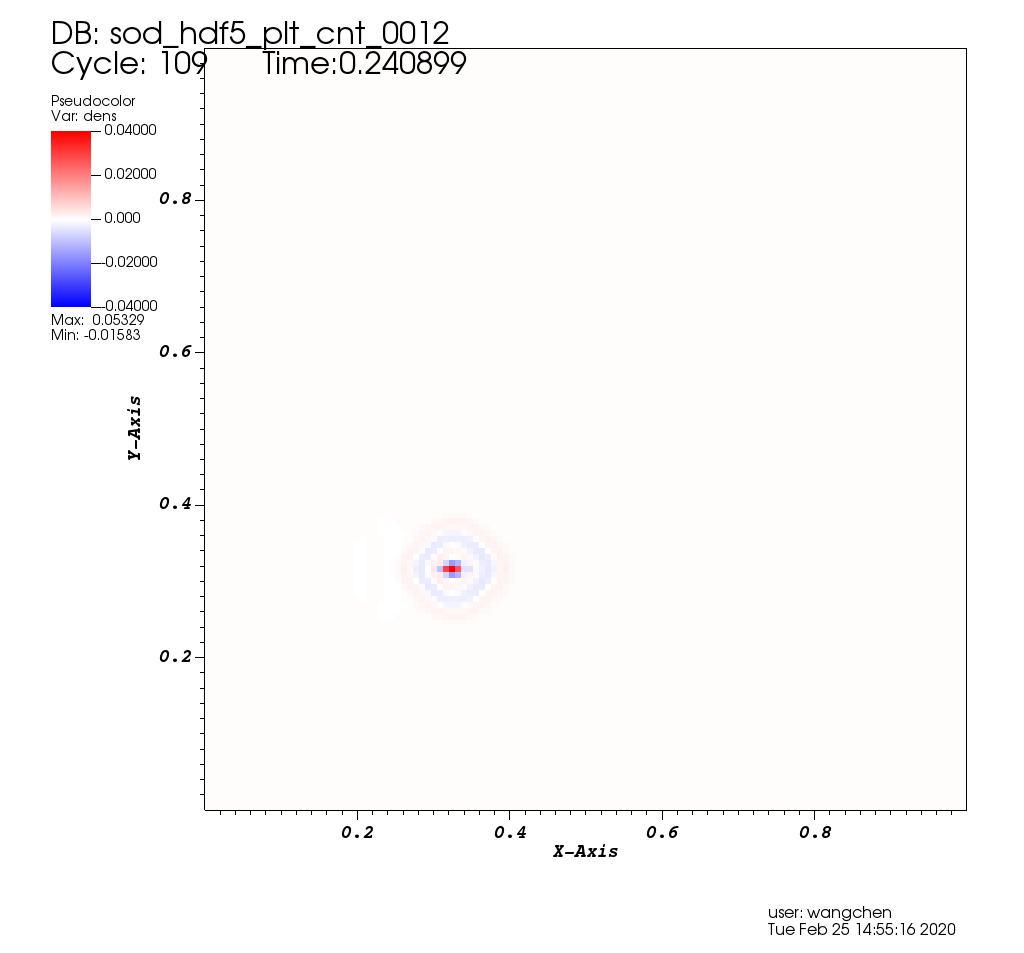 DB: sod_hdf5_plt_cnt_0012
Cycle: 109 Time:0.240899
Pseudocolor
Var: dens
0.04000
0.02000
0.000
-0.02000
-0.04000
Max: 0.05329
Min: -0.01583
0.8
0.6
Y-Axis
0.4
0.2
0.2 0.4 0.6 0.8
X-Axis
user: wangchen
Tue Feb 25 14:55:16 2020